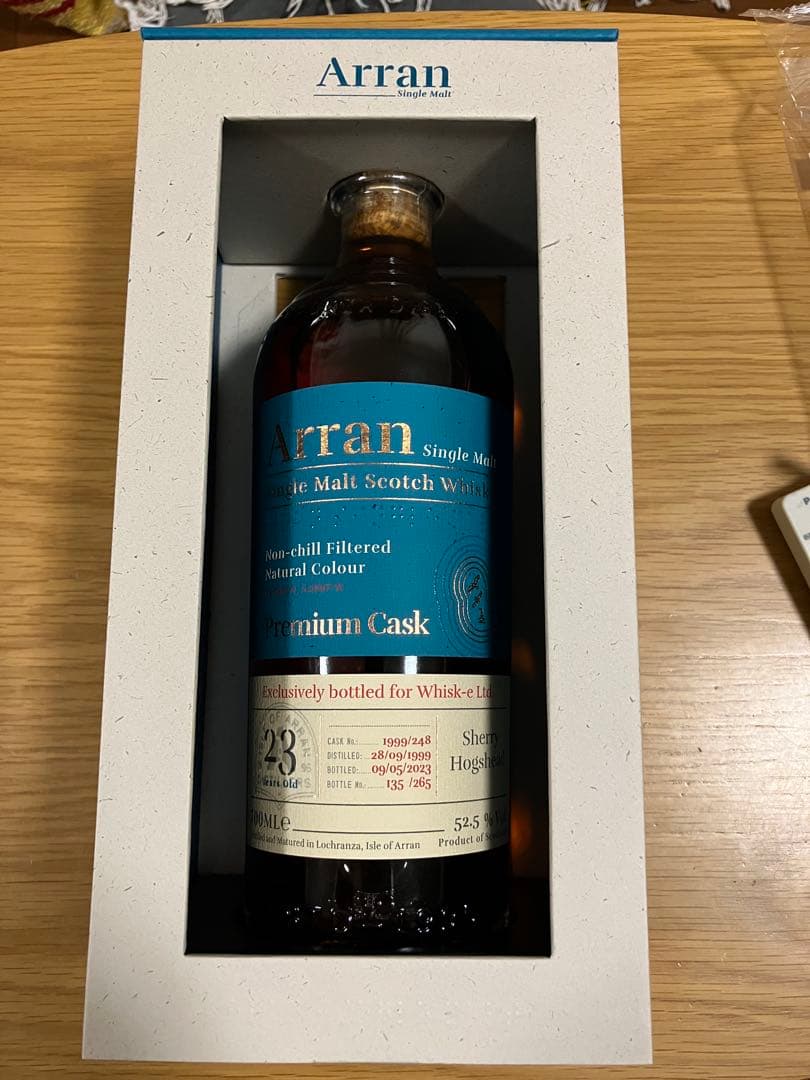 Arran
Single Malt
Arran Single Malt
Single Malt Scotch Whisky
Non-chill Filtered
Natural Colour
Premium Cask
Exclusively bottled for Whisk-e Ltd.
23
Years Old
CASK No.: 1999/248
DISTILLED: 28/09/1999
BOTTLED: 09/05/2023
BOTTLE No.: 135 /265
Sherry
Hogshead
700MLe
52.5 % Vol
and Matured in Lochranza, Isle of Arran
Product of